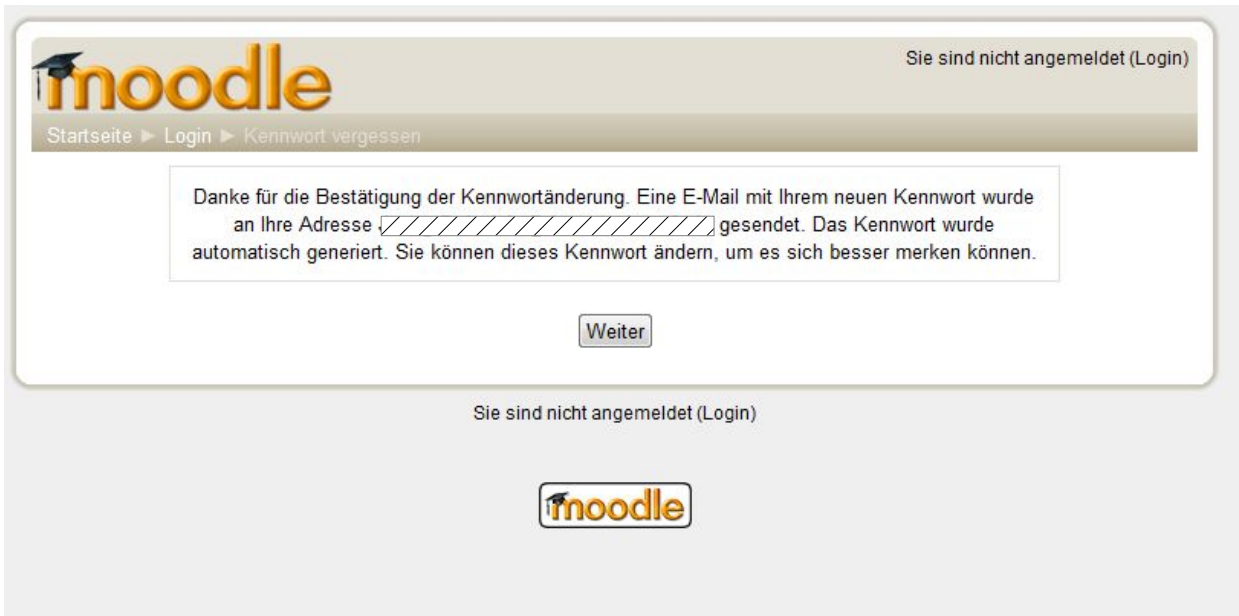 moodle
Sie sind nicht angemeldet (Login)
Startseite ► Login ► Kennwort vergessen
Danke für die Bestätigung der Kennwortänderung. Eine E-Mail mit Ihrem neuen Kennwort wurde
an Ihre Adresse gesendet. Das Kennwort wurde
automatisch generiert. Sie können dieses Kennwort ändern, um es sich besser merken können.
Weiter
Sie sind nicht angemeldet (Login)
moodle